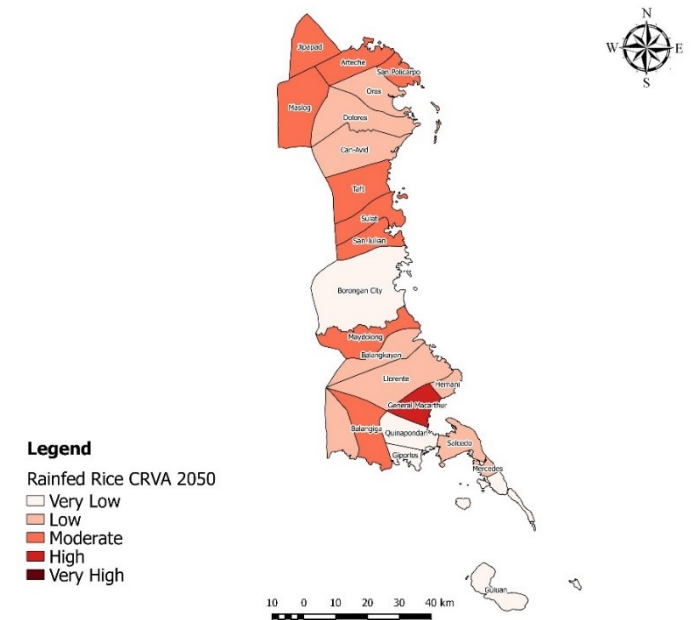 N
W E
S
Jipapad
Arteche
San Policarpo
Oras
Maslog
Dolores
Can-Avid
Taft
Sulat
San Julian
Borongan City
Maydolong
Balangkayan
Llorente
Hernani
General Macarthur
Balangiga
Quinapondan
Salcedo
Giporlos
Mercedes
Guiuan
Legend
Rainfed Rice CRVA 2050
Very Low
Low
Moderate
High
Very High
10 0 10 20 30 40 km